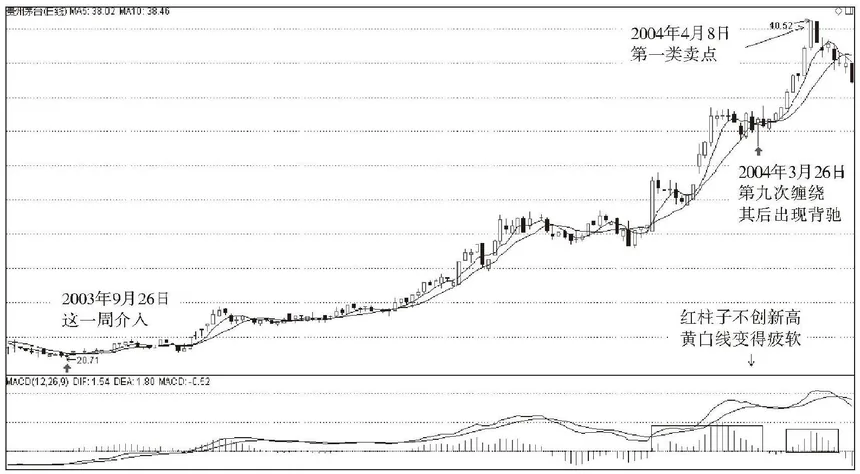 贵州茅台(日线) MA5: 38.02 MA10: 38.46
40.52
2004年4月8日
第一类卖点
2004年3月26日
第九次缠绕
其后出现背驰
2003年9月26日
这一周介入
20.71
红柱子不创新高
黄白线变得疲软
MACD(12,26,9) DIF: 1.54 DEA: 1.80 MACD: -0.52